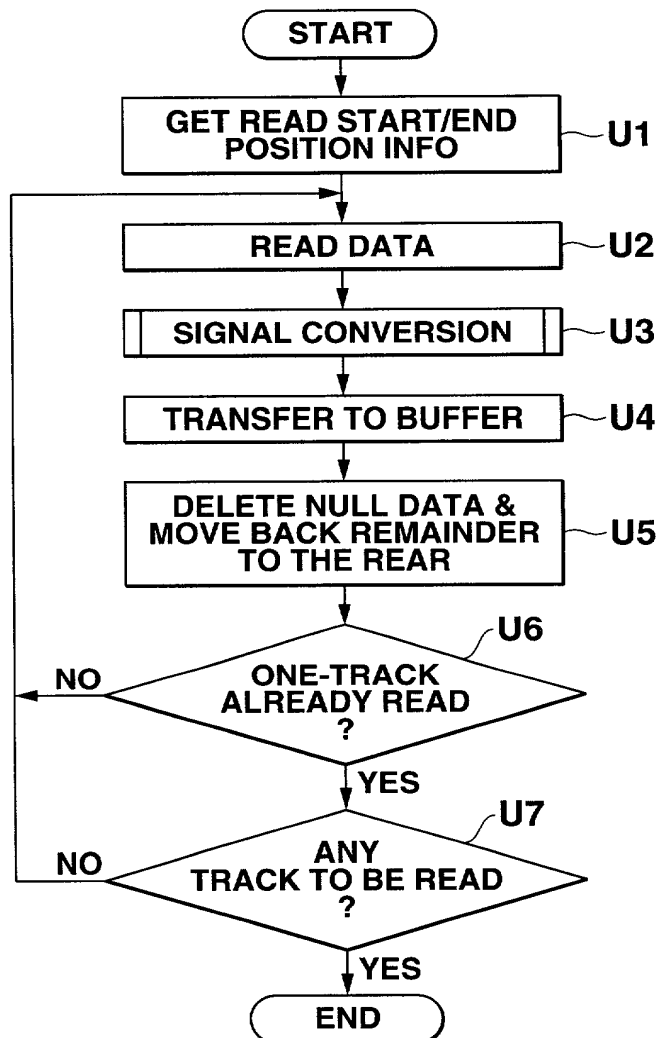 START
GET READ START/END
POSITION INFO
U1
READ DATA
U2
SIGNAL CONVERSION
U3
TRANSFER TO BUFFER
U4
DELETE NULL DATA &
MOVE BACK REMAINDER
TO THE REAR
U5
U6
ONE-TRACK
ALREADY READ
?
NO
YES
U7
ANY
TRACK TO BE READ
?
NO
YES
END